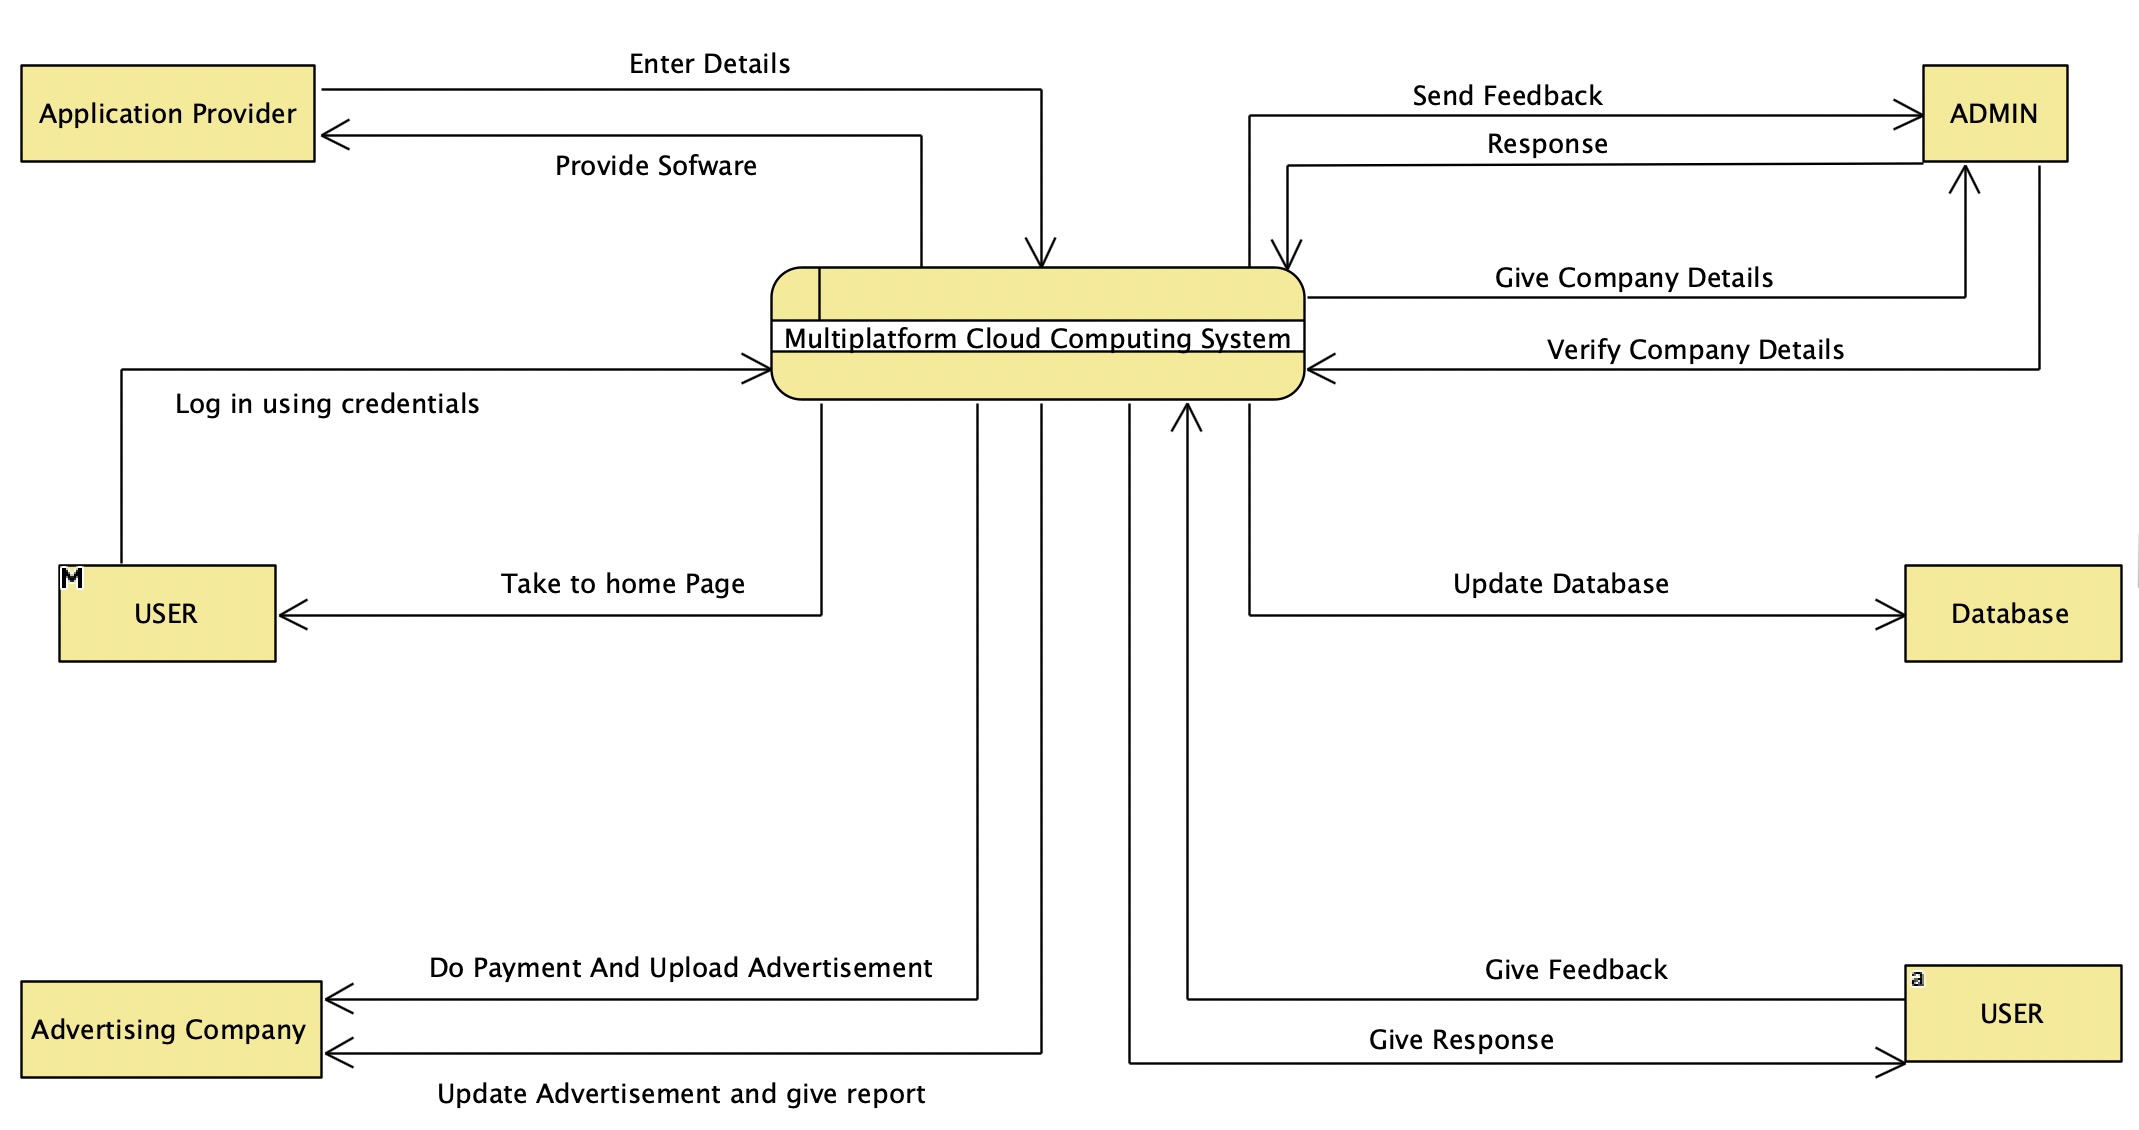 Enter Details
Application Provider
Provide Sofware
Send Feedback
ADMIN
Response
Give Company Details
Multiplatform Cloud Computing System
Verify Company Details
Log in using credentials
M
USER
Take to home Page
Update Database
Database
Do Payment And Upload Advertisement
Advertising Company
Update Advertisement and give report
Give Feedback
a
USER
Give Response